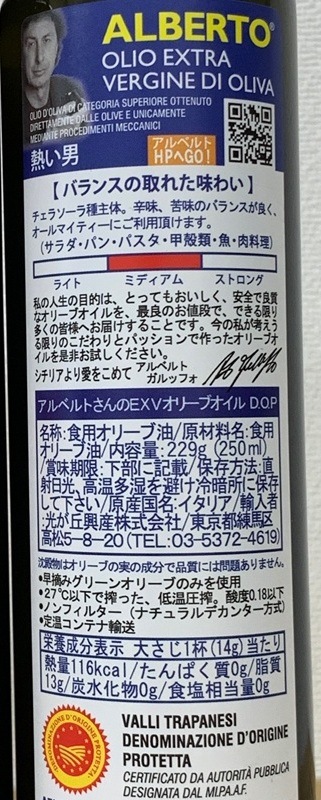 ALBERTO®
OLIO EXTRA
VERGINE DI OLIVA
OLIO D'OLIVA DI CATEGORIA SUPERIORE OTTENUTO
DIRETTAMENTE DALLE OLIVE E UNICAMENTE
MEDIANTE PROCEDIMENTI MECCANICI
熱い男
アルベルト
HPへGO!
【バランスの取れた味わい】
チェラソーラ種主体。辛味、苦味のバランスが良く、
オールマイティーにご利用頂けます。
(サラダ・パン・パスタ・甲殻類・魚・肉料理)
ライト ミディアム ストロング
私の人生の目的は、とってもおいしく、安全で良質
なオリーブオイルを、最良のお値段で、できる限り
多くの皆様へお届けすることです。今の私が考えう
る限りのこだわりとパッションで作ったオリーブオイ
ルを是非お試しください。
シチリアより愛をこめて アルベルト
ガルッフォ
アルベルトさんのEXVオリーブオイル D.O.P
名称:食用オリーブ油/原材料名:食用
オリーブ油/内容量:229g (250ml)
/賞味期限:下部に記載/保存方法:直
射日光、高温多湿を避け冷暗所に保存
して下さい/原産国名:イタリア/輸入者
:光が丘興産株式会社/東京都練馬区
高松5-8-20(TEL:03-5372-4619)
沈殿物はオリーブの実の成分で品質には問題ありません。
•早摘みグリーンオリーブのみを使用
•27℃以下で搾った、低温圧搾。酸度0.18以下
•ノンフィルター(ナチュラルデカンター方式)
•定温コンテナ輸送
栄養成分表示 大さじ1杯(14g)当たり
熱量116kcal/たんぱく質0g/脂質
13g/炭水化物0g/食塩相当量0g
VALLI TRAPANESI
DENOMINAZIONE D'ORIGINE
PROTETTA
CERTIFICATO DA AUTORITÀ PUBBLICA
DESIGNATA DAL MI.P.A.A.F.